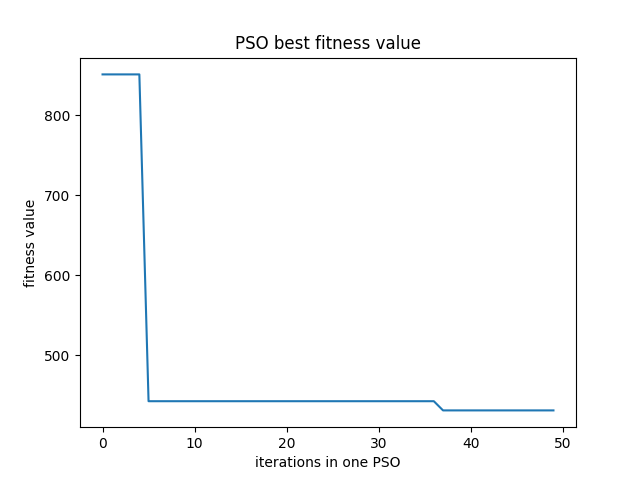 PSO best fitness value
fitness value
800
700
600
500
0 10 20 30 40 50
iterations in one PSO